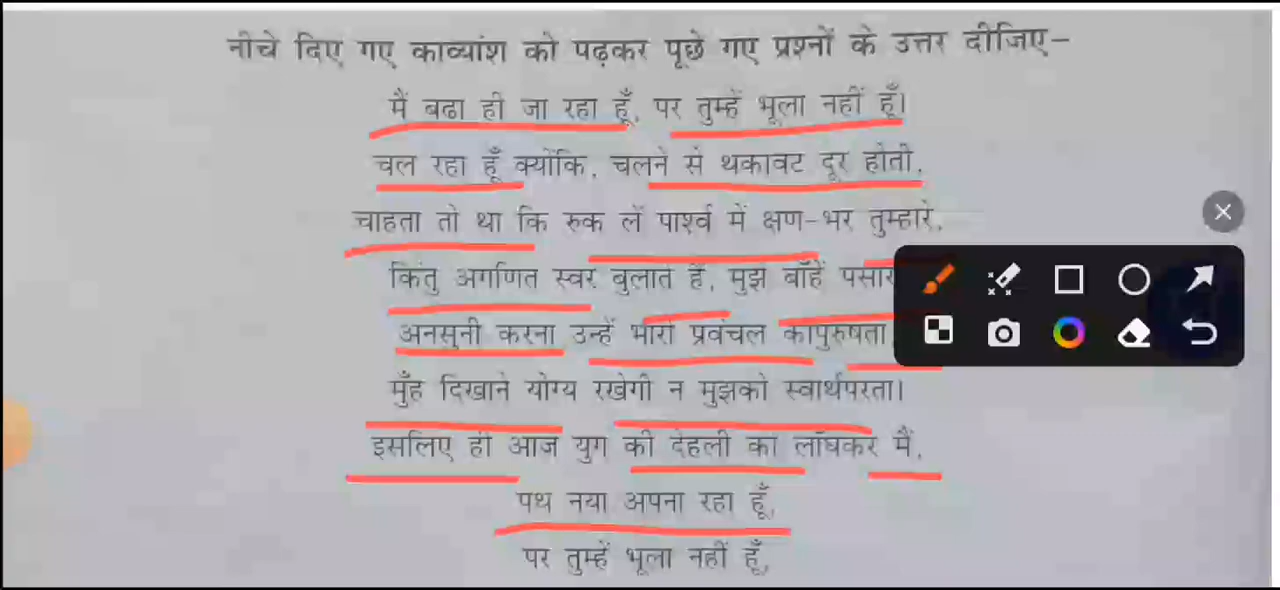 नीचे दिए गए काव्यांश को पढ़कर पूछे गए प्रश्नों के उत्तर दीजिए-
मैं बढा ही जा रहा हूँ, पर तुम्हें भूला नहीं हूँ।
चल रहा हूँ क्योंकि, चलने से थकावट दूर होती,
चाहता तो था कि रुक लें पार्श्व में क्षण-भर तुम्हारे,
किंतु अगणित स्वर बुलाते हैं, मुझे बाँहें
अनसुनी करना उन्हें भारी प्रवंचल कापुरुषता
मुँह दिखाने योग्य रखेगी न मुझको स्वार्थपरता।
इसलिए ही आज युग की देहली को लाँघकर मैं,
पथ नया अपना रहा हूँ,
पर तुम्हें भूला नहीं हूँ,